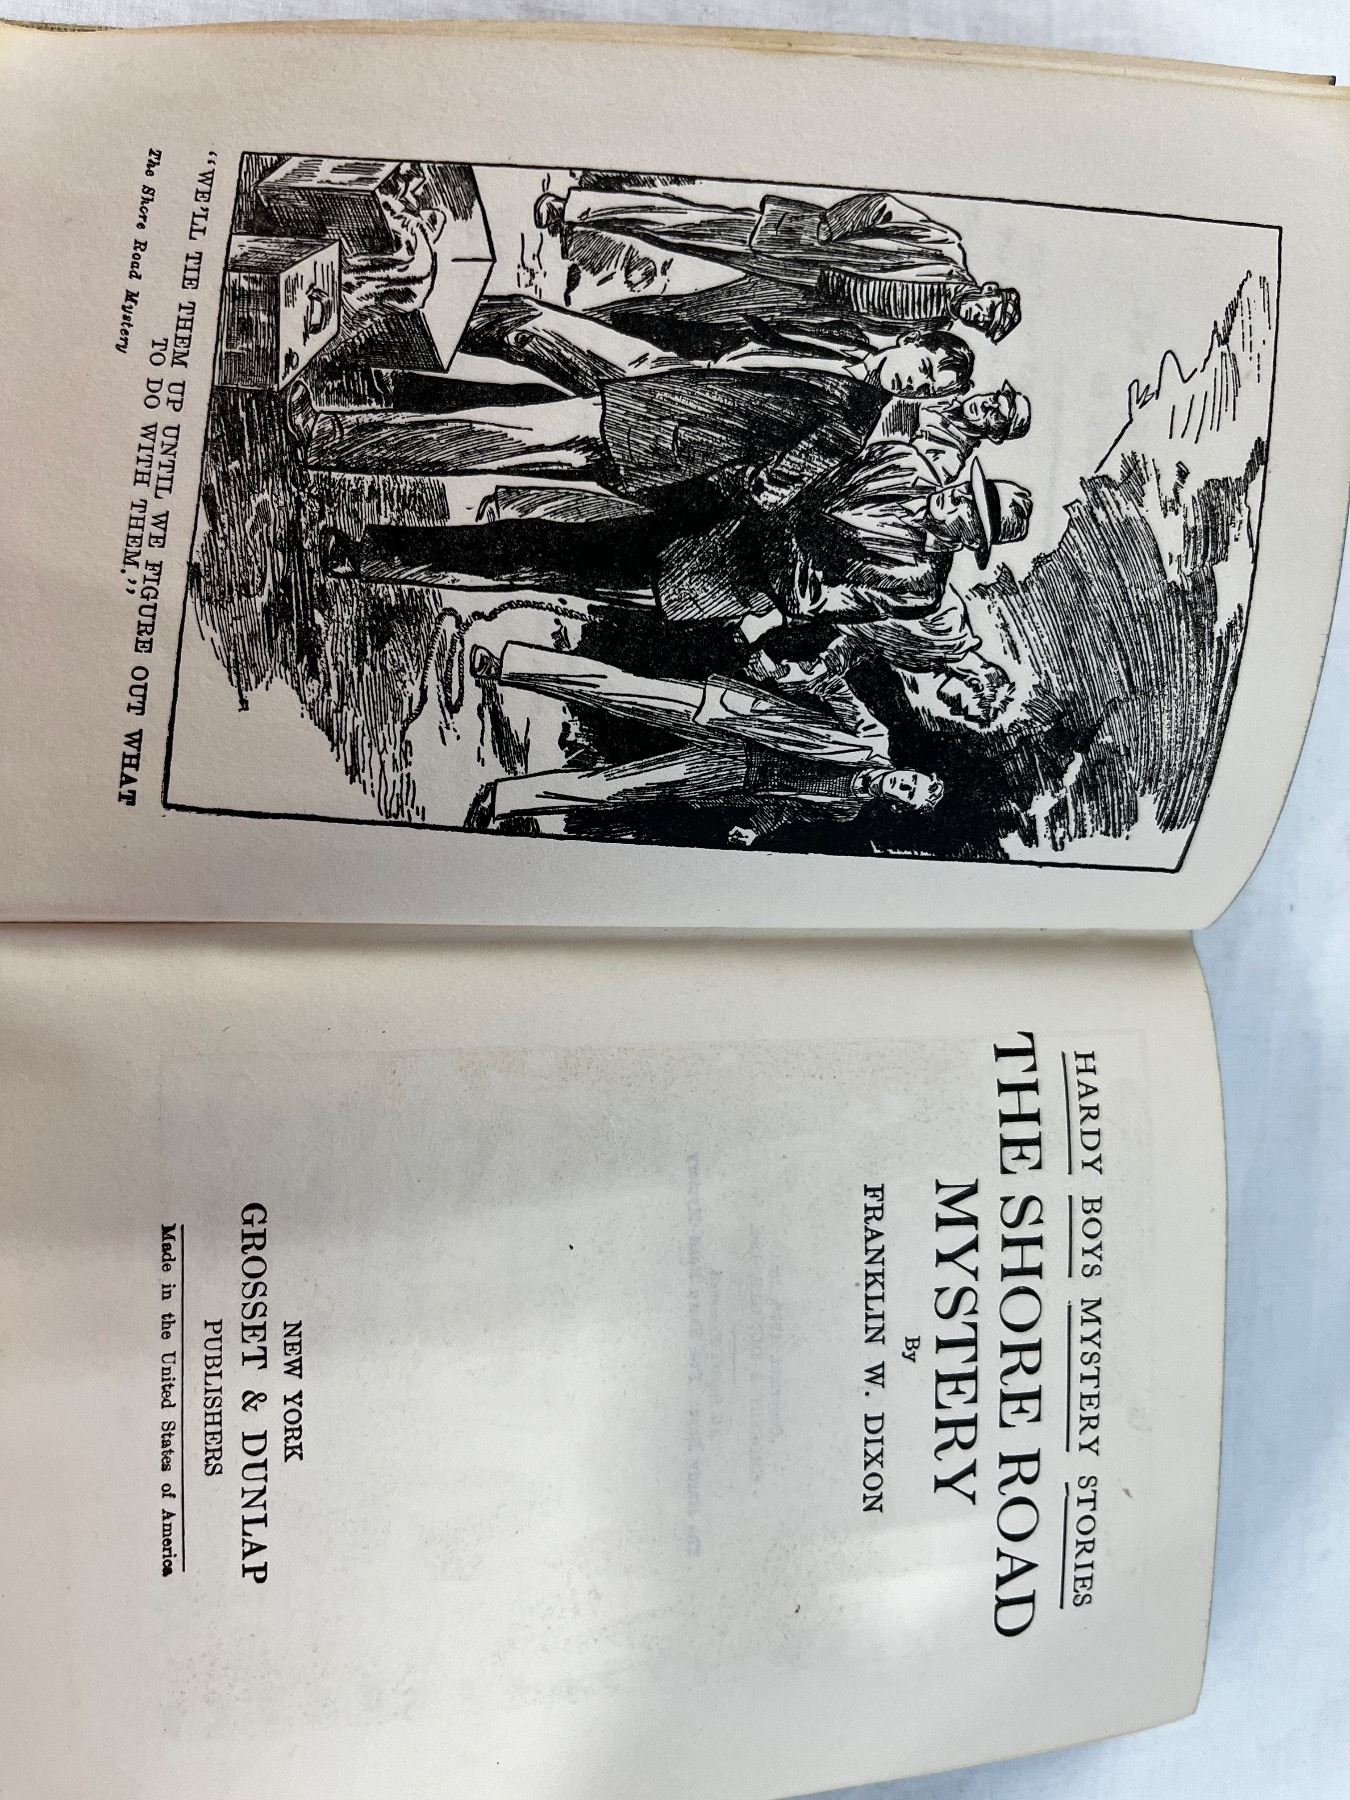 "WE'LL TIE THEM UP UNTIL WE FIGURE OUT WHAT
TO DO WITH THEM."
The Shore Road Mystery
HARDY BOYS MYSTERY STORIES
THE SHORE ROAD
MYSTERY
By
FRANKLIN W. DIXON
NEW YORK
GROSSET & DUNLAP
PUBLISHERS
Made in the United States of America